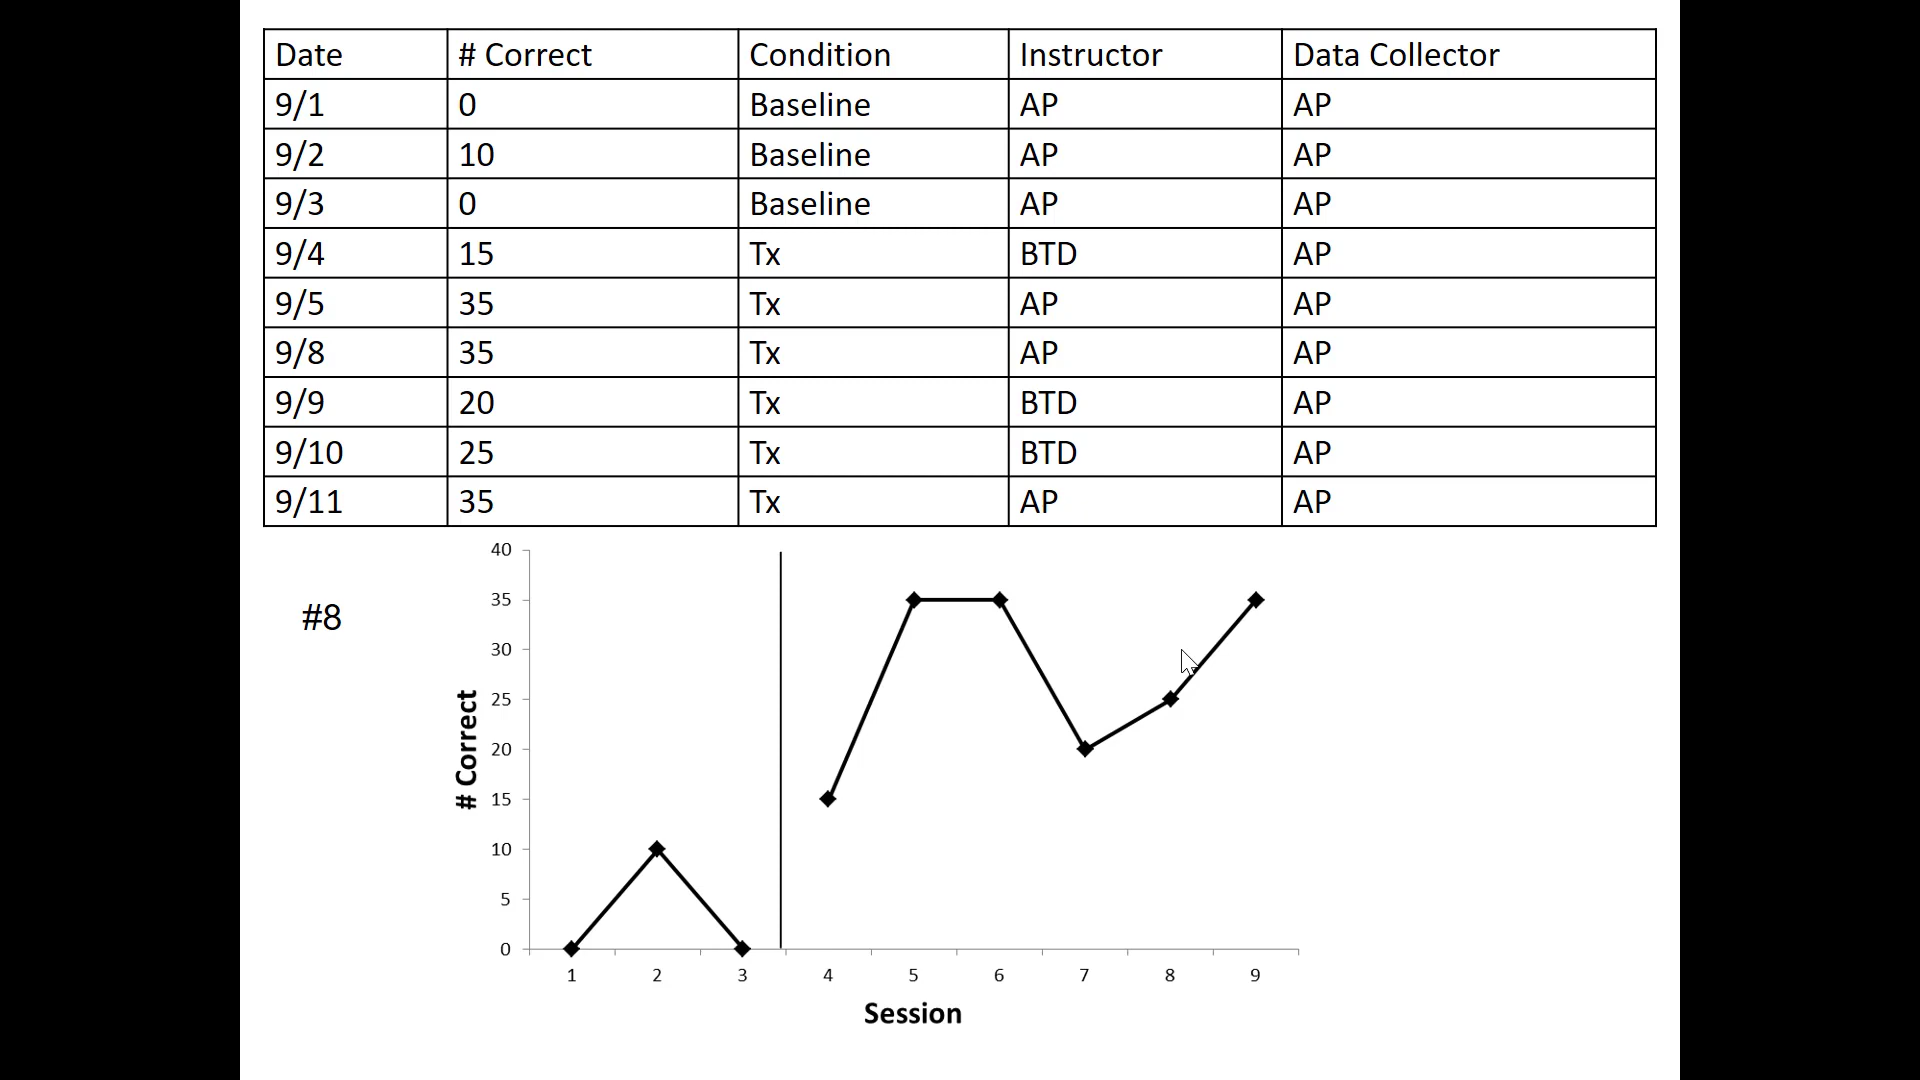 Date # Correct Condition Instructor Data Collector
9/1 0 Baseline AP AP
9/2 10 Baseline AP AP
9/3 0 Baseline AP AP
9/4 15 Tx BTD AP
9/5 35 Tx AP AP
9/8 35 Tx AP AP
9/9 20 Tx BTD AP
9/10 25 Tx BTD AP
9/11 35 Tx AP AP
#8
# Correct
40
35
30
25
20
15
10
5
0
1 2 3 4 5 6 7 8 9
Session